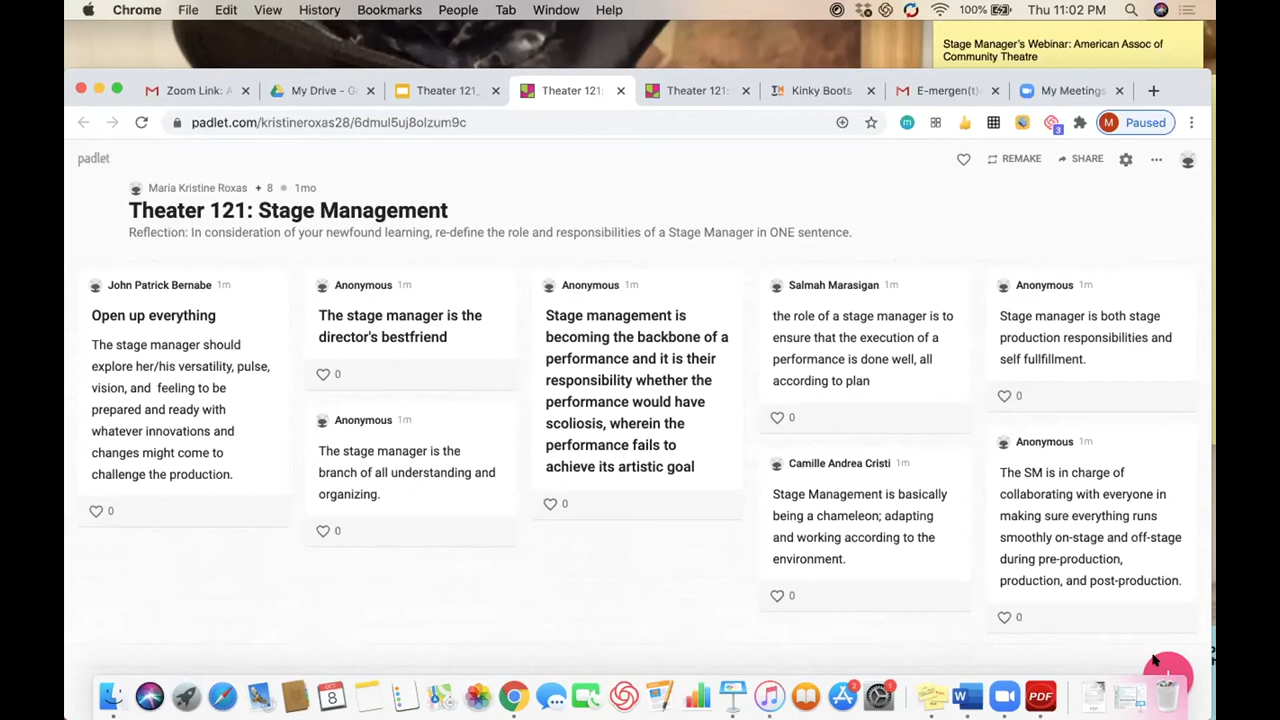 Chrome File Edit View History Bookmarks People Tab Window Help 100% Thu 11:02 PM
Stage Manager's Webinar: American Assoc of
Community Theatre
Zoom Link: A My Drive - G Theater 121_ Theater 121: Theater 121: Kinky Boots E-mergen(t) My Meetings
padlet.com/kristineroxas28/6dmul5uj8olzum9c 3 M Paused
padlet REMAKE SHARE
Maria Kristine Roxas + 8 1mo
Theater 121: Stage Management
Reflection: In consideration of your newfound learning, re-define the role and responsibilities of a Stage Manager in ONE sentence.
John Patrick Bernabe 1m
Open up everything
The stage manager should
explore her/his versatility, pulse,
vision, and feeling to be
prepared and ready with
whatever innovations and
changes might come to
challenge the production.
0
Anonymous 1m
The stage manager is the
director's bestfriend
0
Anonymous 1m
The stage manager is the
branch of all understanding and
organizing.
0
Anonymous 1m
Stage management is
becoming the backbone of a
performance and it is their
responsibility whether the
performance would have
scoliosis, wherein the
performance fails to
achieve its artistic goal
0
Salmah Marasigan 1m
the role of a stage manager is to
ensure that the execution of a
performance is done well, all
according to plan
0
Camille Andrea Cristi 1m
Stage Management is basically
being a chameleon; adapting
and working according to the
environment.
0
Anonymous 1m
Stage manager is both stage
production responsibilities and
self fullfillment.
0
Anonymous 1m
The SM is in charge of
collaborating with everyone in
making sure everything runs
smoothly on-stage and off-stage
during pre-production,
production, and post-production.
0
OCT
8
2
1
PDF